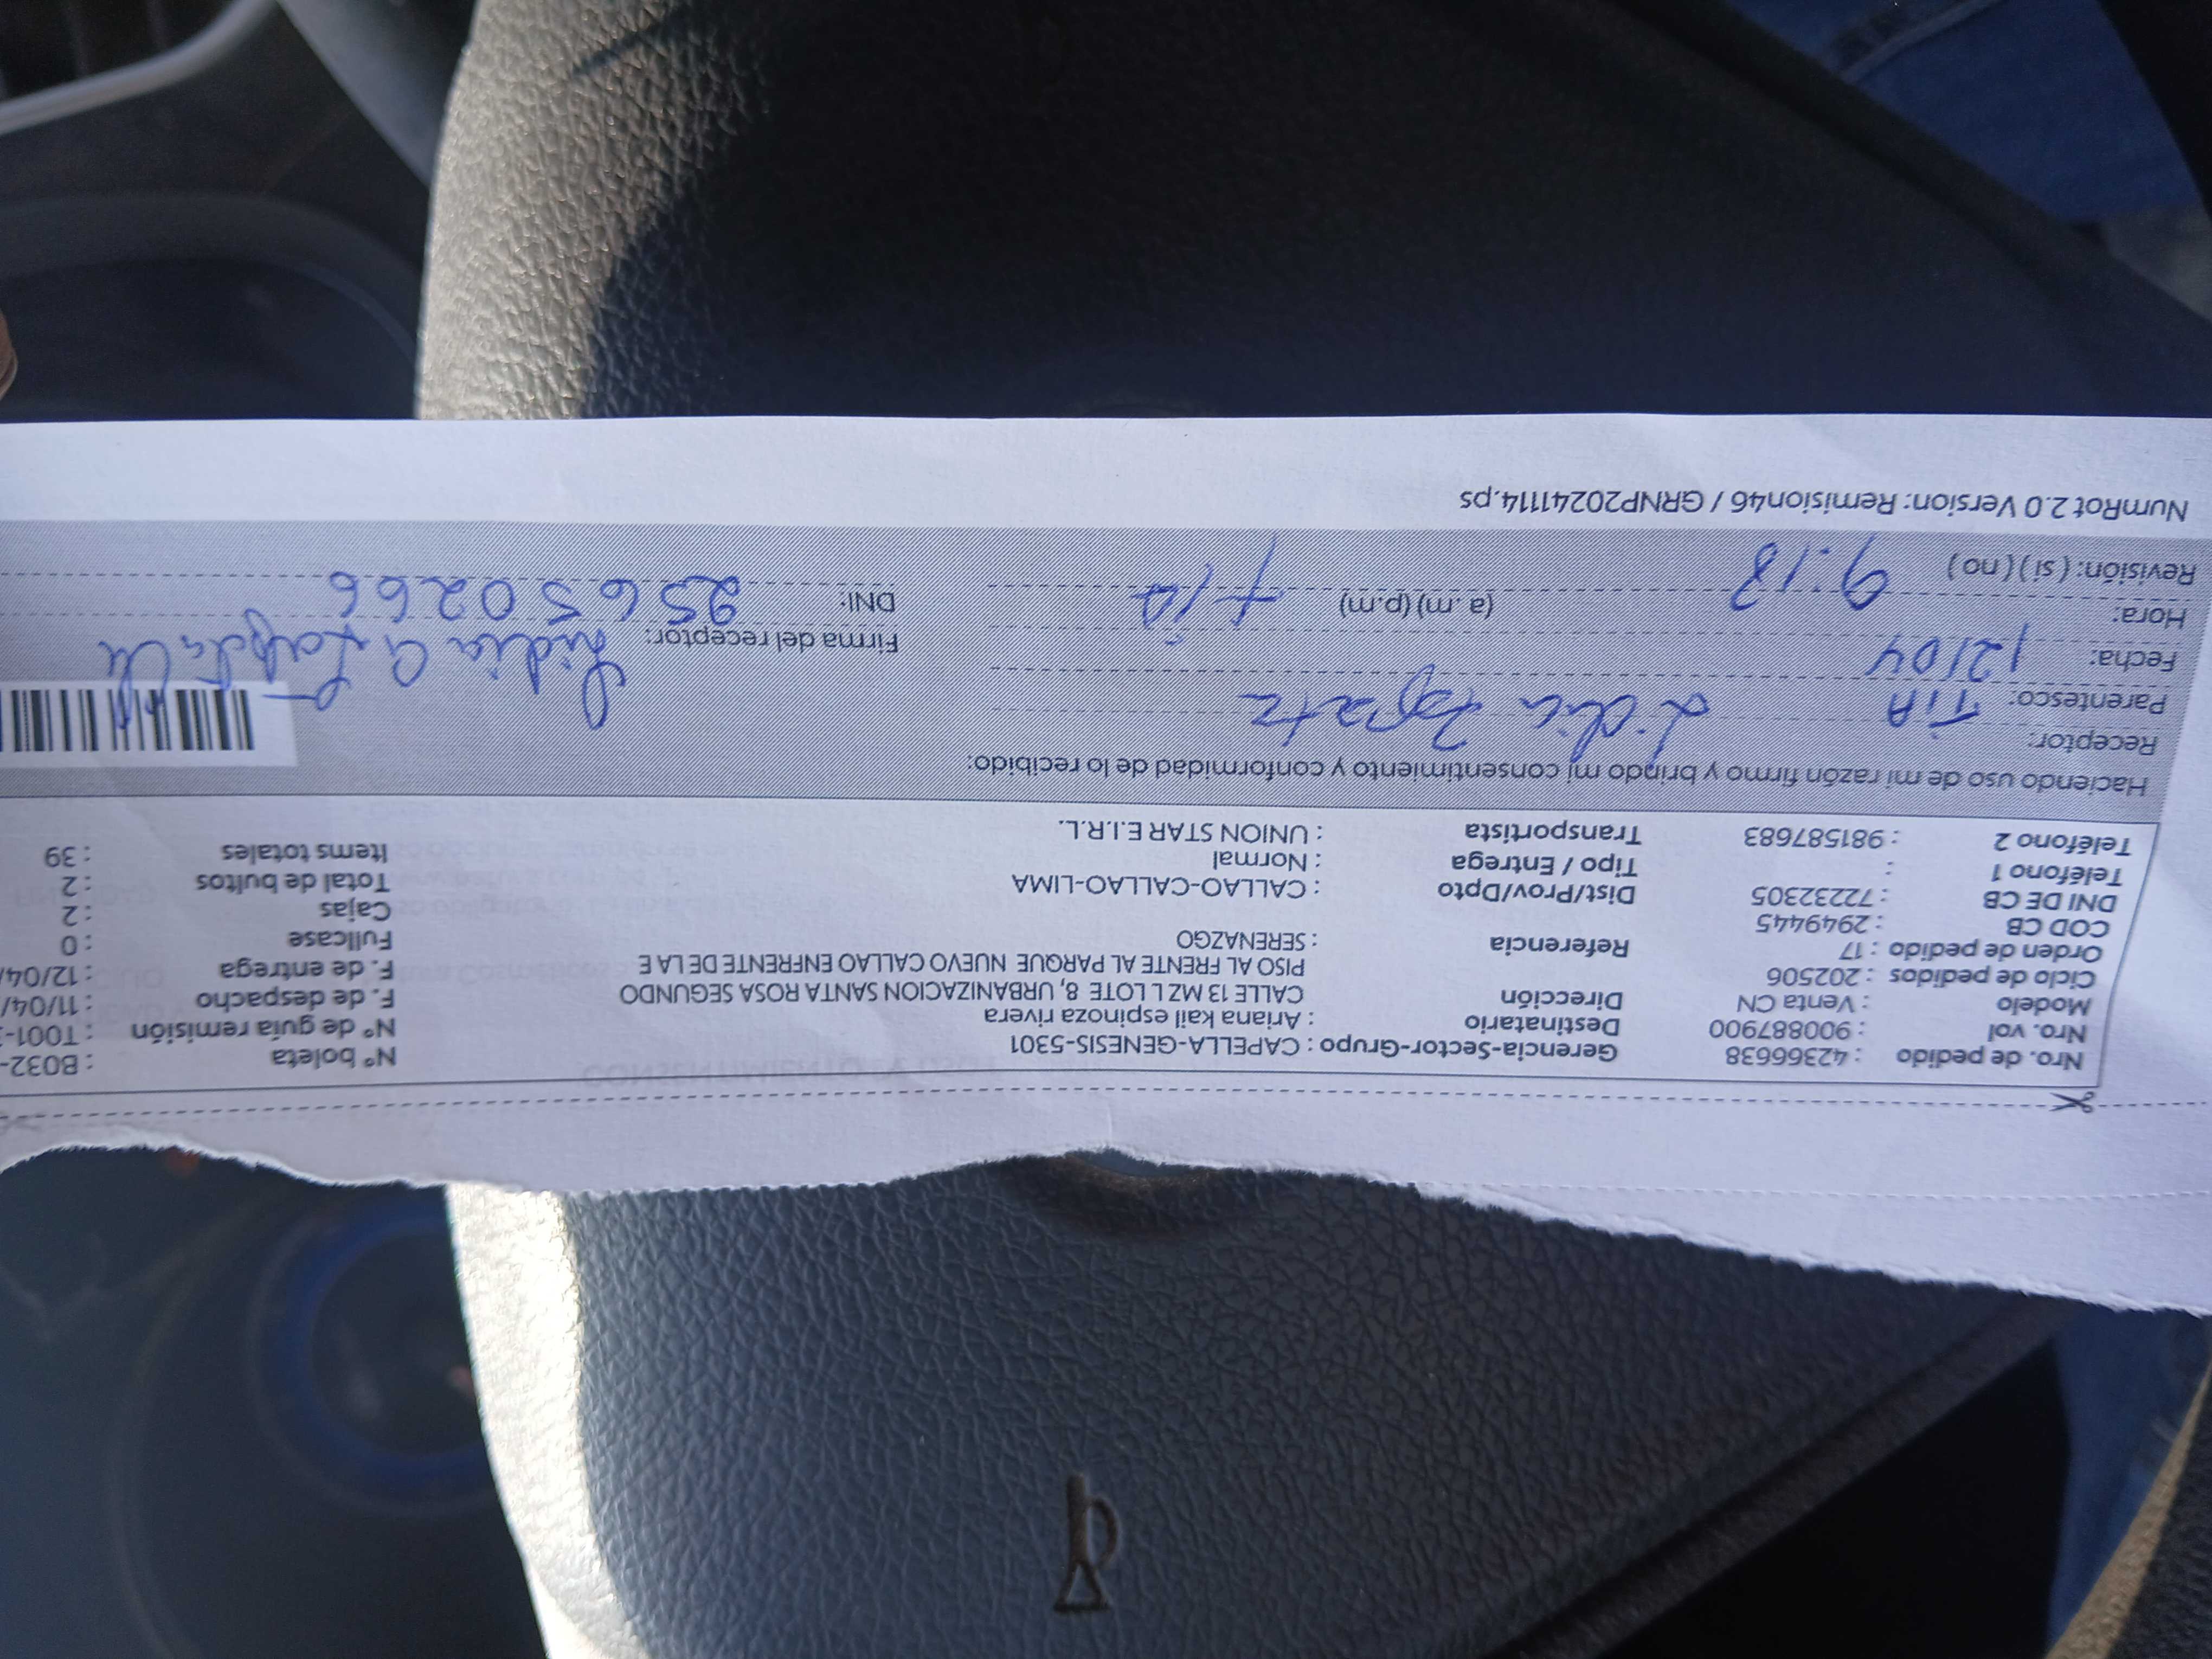 Nro. de pedido : 42366638 Gerencia-Sector-Grupo : CAPELLA-GENESIS-5301 N° boleta : B032-
Nro. vol : 900887900 Destinatario : Ariana kail espinoza rivera N° de guía remisión : T001-
Modelo : Venta CN Dirección CALLE 13 MZ L LOTE 8, URBANIZACION SANTA ROSA SEGUNDO F. de despacho : 11/04/
Ciclo de pedidos : 202506 PISO AL FRENTE AL PARQUE NUEVO CALLAO ENFRENTE DE LA E F. de entrega : 12/04/
Orden de pedido : 17 Referencia : SERENAZGO Fullcase : 0
COD CB : 2949445 Cajas : 2
DNI DE CB : 72232305 Dist/Prov/Dpto : CALLAO-CALLAO-LIMA Total de bultos : 2
Teléfono 1 : Tipo / Entrega : Normal Items totales : 39
Teléfono 2 : 981587683 Transportista : UNION STAR E.I.R.L.
Haciendo uso de mi razón firmo y brindo mi consentimiento y conformidad de lo recibido:
Receptor: Lidia
Parentesco: TiA
Fecha: 12/04 Firma del receptor: Lidia
Hora: 9:18 (a.m) (p.m) tia DNI: 25650266
Revisión: (si) (no)
NumRot 2.0 Version: Remision46 / GRNP20241114.ps